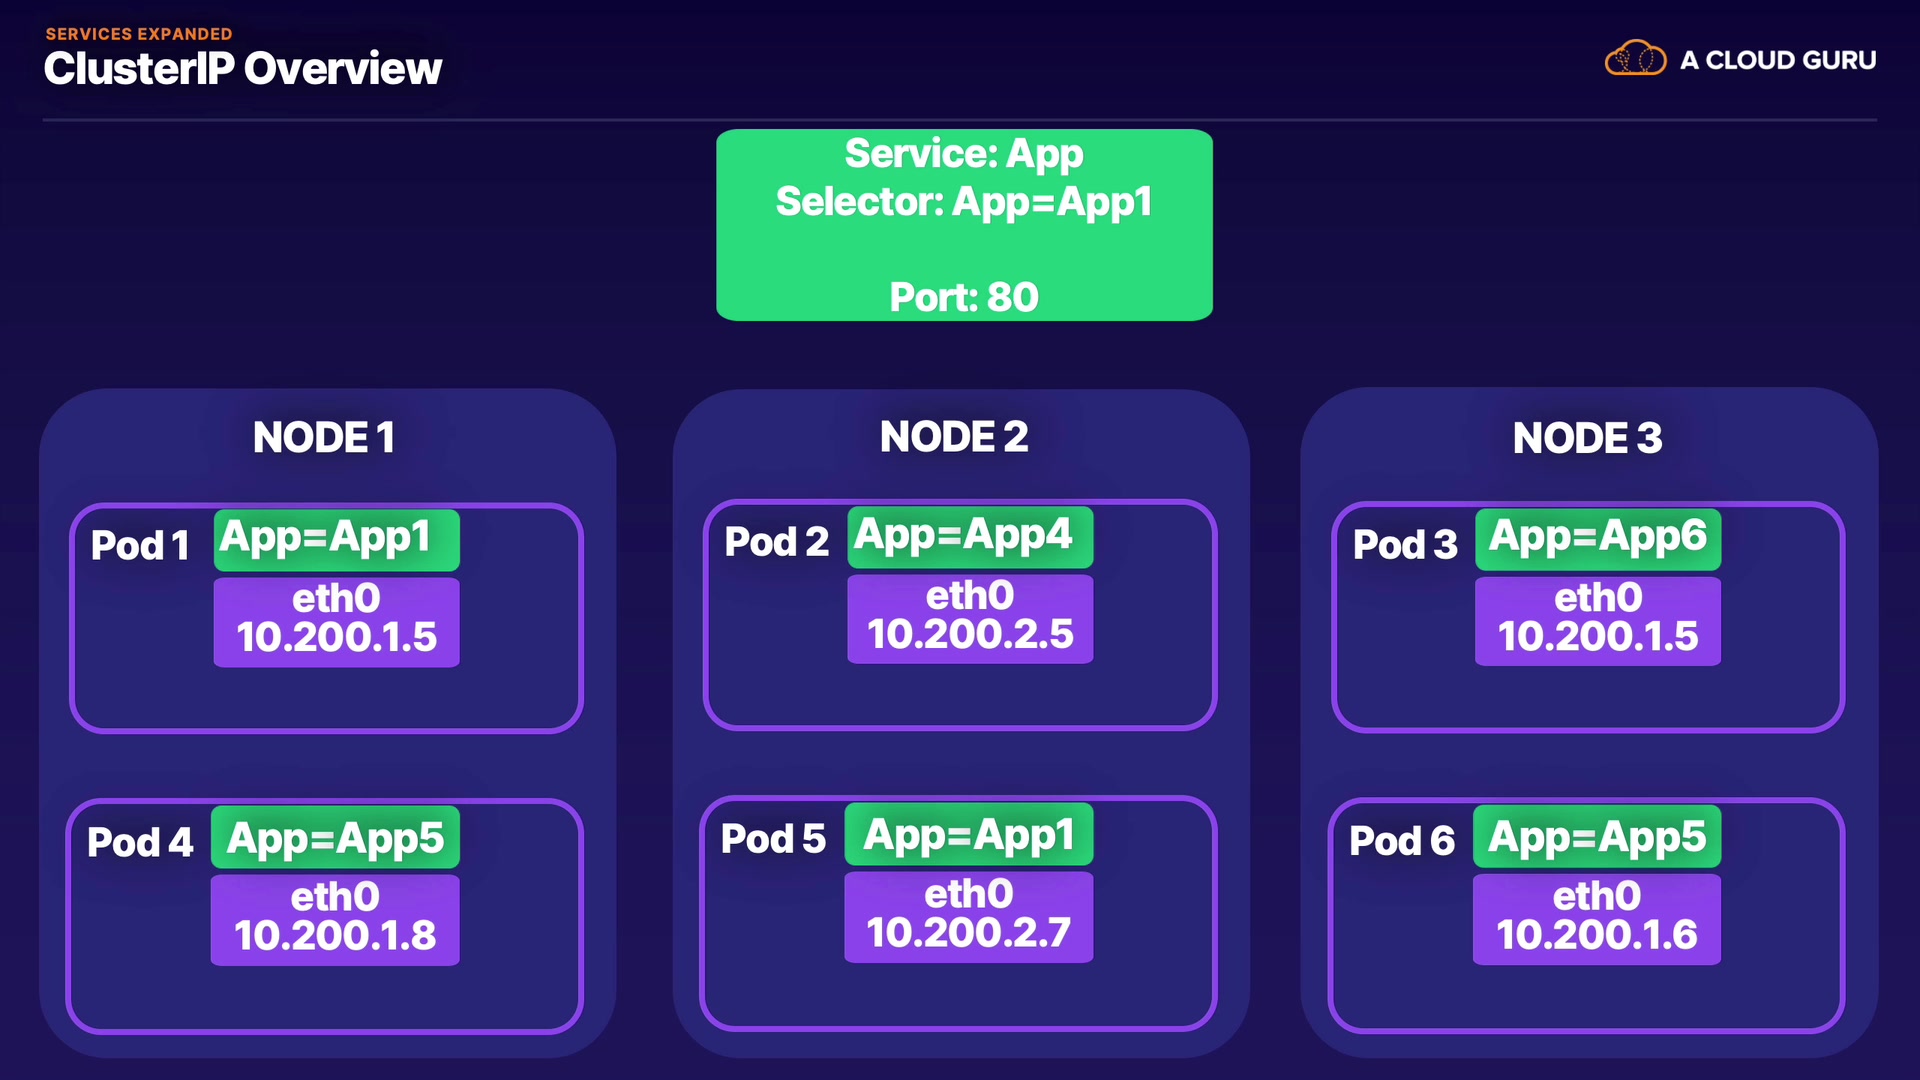 SERVICES EXPANDED
ClusterIP Overview
A CLOUD GURU
Service: App
Selector: App=App1
Port: 80
NODE 1
Pod 1
App=App1
eth0
10.200.1.5
Pod 4
App=App5
eth0
10.200.1.8
NODE 2
Pod 2
App=App4
eth0
10.200.2.5
Pod 5
App=App1
eth0
10.200.2.7
NODE 3
Pod 3
App=App6
eth0
10.200.1.5
Pod 6
App=App5
eth0
10.200.1.6